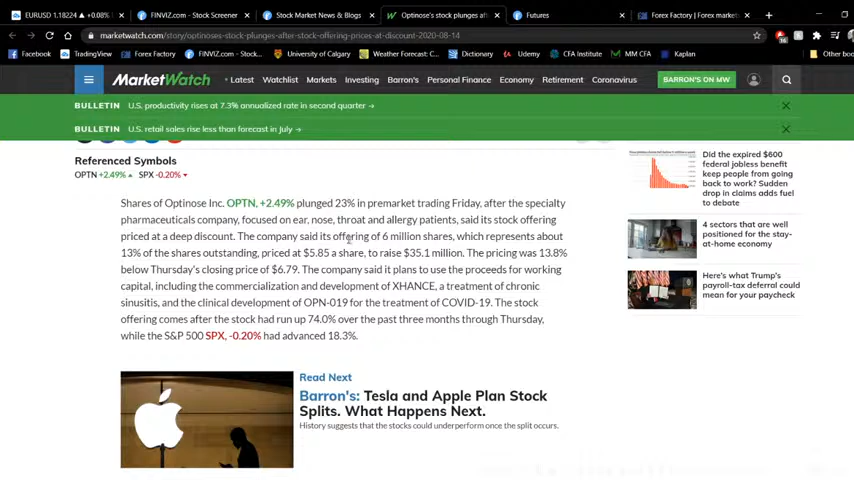 EURUSD 1.18224 ▲ +0.08%
FINVIZ.com - Stock Screener
Stock Market News & Blogs
Optinose's stock plunges aft
Futures
Forex Factory | Forex market
marketwatch.com/story/optinoses-stock-plunges-after-stock-offering-prices-at-discount-2020-08-14
Facebook
TradingView
Forex Factory
FINVIZ.com - Stock...
University of Calgary
Weather Forecast: C...
Dictionary
Udemy
CFA Institute
MM CFA
Kaplan
Other boo
MarketWatch
Latest
Watchlist
Markets
Investing
Barron's
Personal Finance
Economy
Retirement
Coronavirus
BARRON'S ON MW
BULLETIN U.S. productivity rises at 7.3% annualized rate in second quarter →
BULLETIN U.S. retail sales rise less than forecast in July →
Referenced Symbols
OPTN +2.49% ▲ SPX -0.20% ▼
Shares of Optinose Inc. OPTN, +2.49% plunged 23% in premarket trading Friday, after the specialty
pharmaceuticals company, focused on ear, nose, throat and allergy patients, said its stock offering
priced at a deep discount. The company said its offering of 6 million shares, which represents about
13% of the shares outstanding, priced at $5.85 a share, to raise $35.1 million. The pricing was 13.8%
below Thursday's closing price of $6.79. The company said it plans to use the proceeds for working
capital, including the commercialization and development of XHANCE, a treatment of chronic
sinusitis, and the clinical development of OPN-019 for the treatment of COVID-19. The stock
offering comes after the stock had run up 74.0% over the past three months through Thursday,
while the S&P 500 SPX, -0.20% had advanced 18.3%.
Read Next
Barron's: Tesla and Apple Plan Stock
Splits. What Happens Next.
History suggests that the stocks could underperform once the split occurs.
Did the expired $600
federal jobless benefit
keep people from going
back to work? Sudden
drop in claims adds fuel
to debate
4 sectors that are well
positioned for the stay-
at-home economy
Here's what Trump's
payroll-tax deferral could
mean for your paycheck